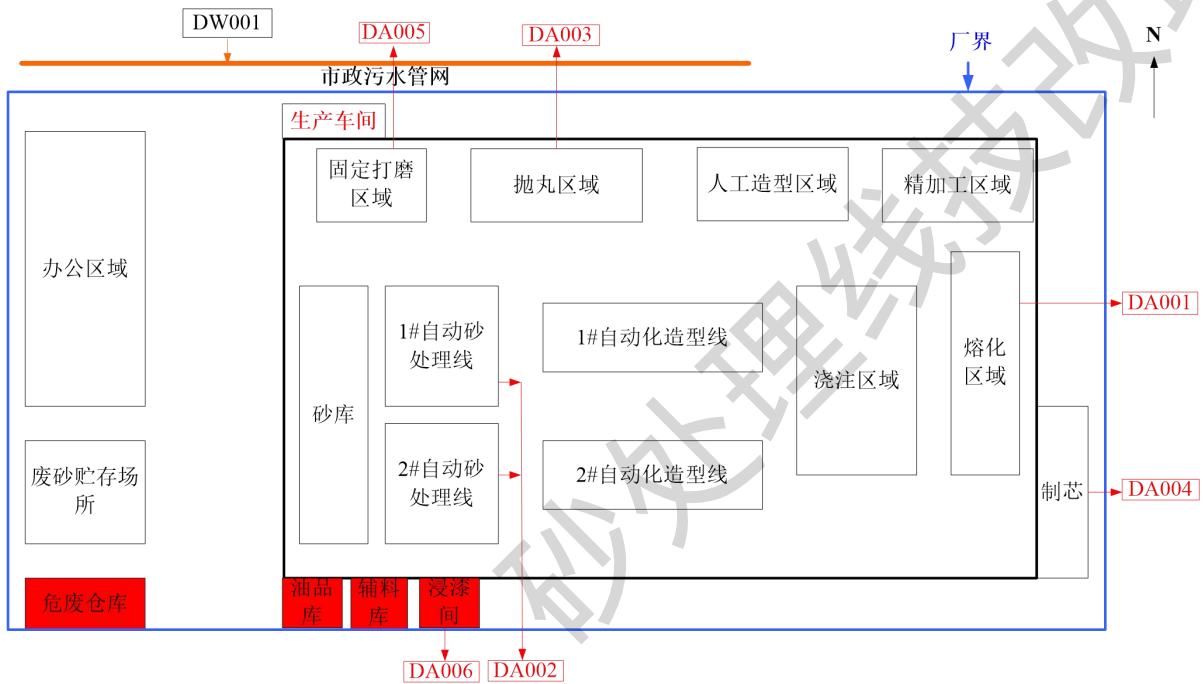 DW001
DA005
DA003
厂界
N
市政污水管网
生产车间
固定打磨
区域
抛丸区域
人工造型区域
精加工区域
办公区域
1#自动砂
处理线
1#自动化造型线
浇注区域
熔化
区域
DA001
砂库
2#自动砂
处理线
2#自动化造型线
废砂贮存场
所
制芯
DA004
危废仓库
油品
库
辅料
库
浸漆
间
DA006
DA002
砂处理线技改